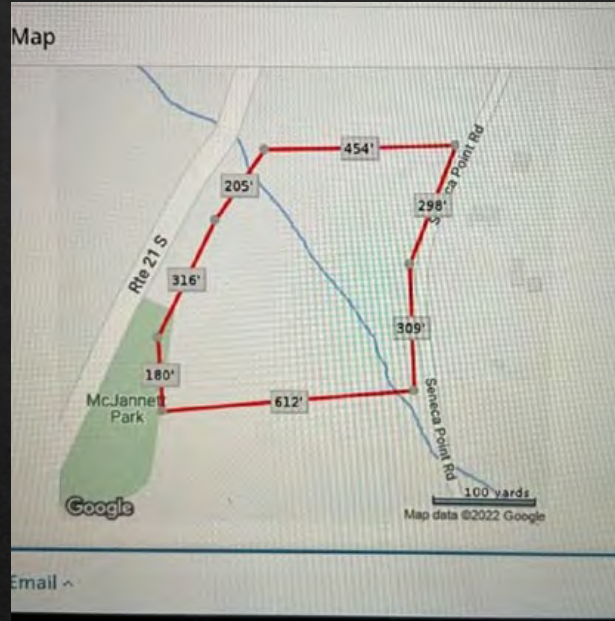 Map
454'
Seneca Point Rd
205'
298'
Rte 21 S
316'
309'
180'
McJannett
Park
612'
Seneca Point Rd
100 yards
Google
Map data ©2022 Google
Email ^